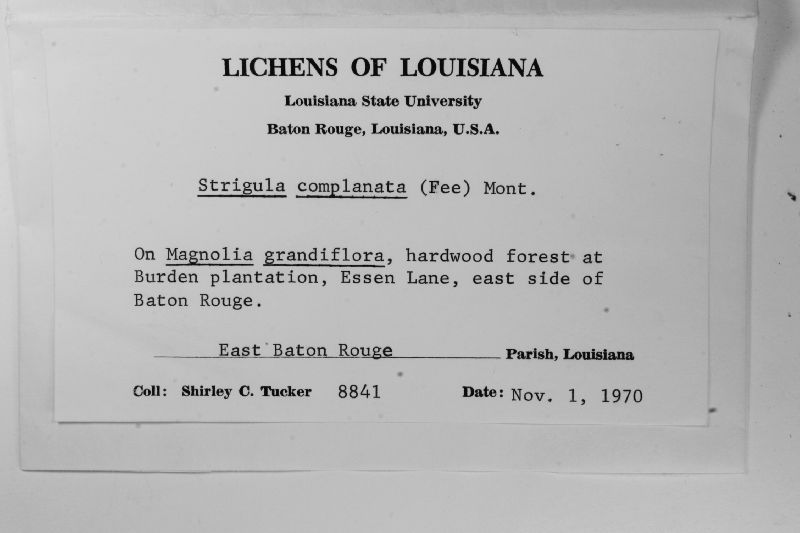 LICHENS OF LOUISIANA
Louisiana State University
Baton Rouge, Louisiana, U.S.A.
Strigula complanata (Fee) Mont.
On Magnolia grandiflora, hardwood forest at
Burden plantation, Essen Lane, east side of
Baton Rouge.
East Baton Rouge Parish, Louisiana
Coll: Shirley C. Tucker 8841 Date: Nov. 1, 1970